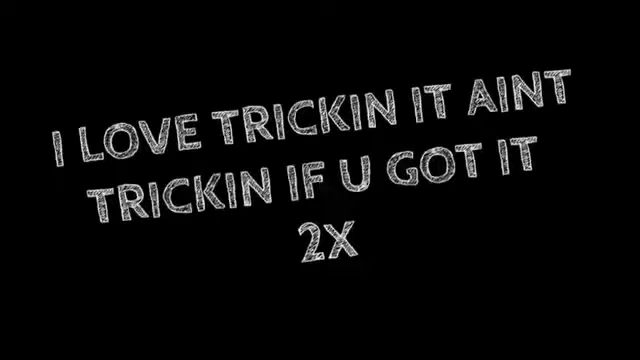 I LOVE TRICKIN IT AINT
TRICKIN IF U GOT IT
2X